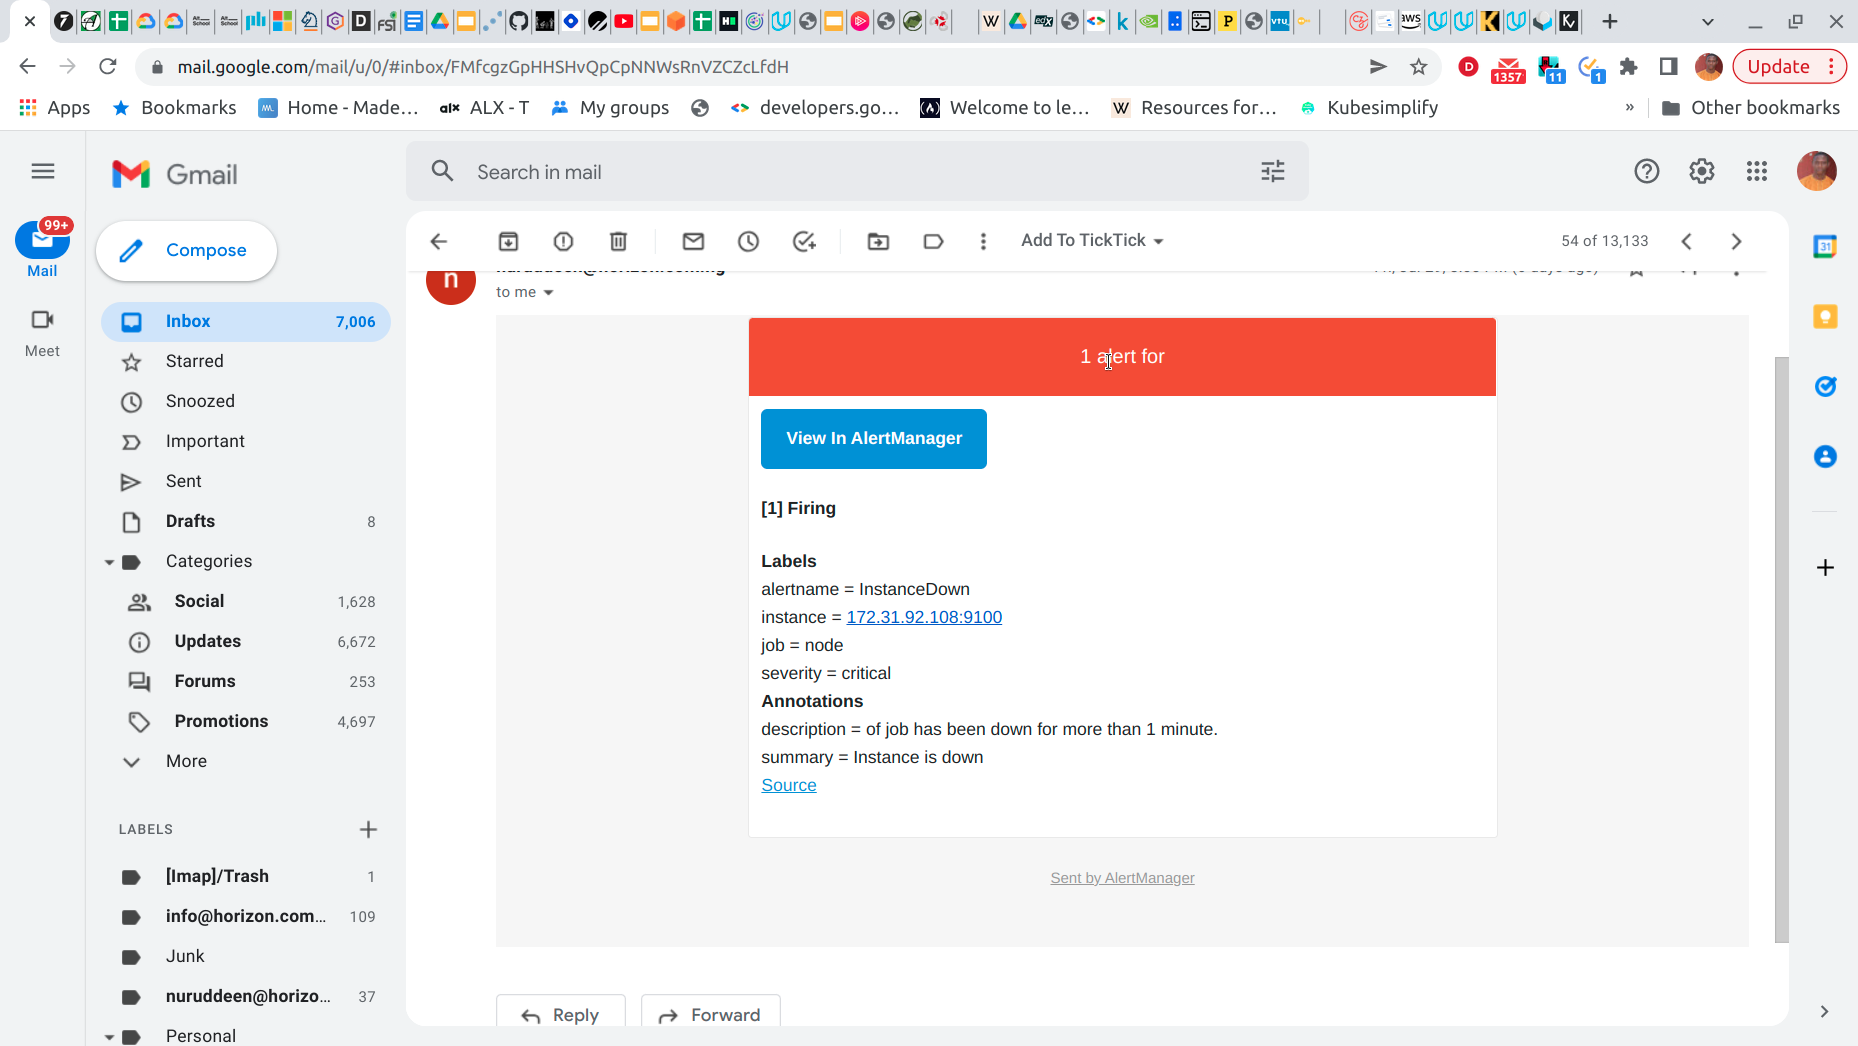 mail.google.com/mail/u/0/#inbox/FMfcgzGpHHSHvQpCpNNWsRnVZCZcLfdH
1357
11
1
Update
Apps
Bookmarks
Home - Made...
alx ALX - T
My groups
developers.go...
Welcome to le...
W Resources for...
Kubesimplify
»
Other bookmarks
Gmail
Search in mail
99+
Mail
Meet
Compose
Add To TickTick
54 of 13,133
n
to me
Inbox 7,006
Starred
Snoozed
Important
Sent
Drafts 8
Categories
Social 1,628
Updates 6,672
Forums 253
Promotions 4,697
More
LABELS
[Imap]/Trash 1
info@horizon.com... 109
Junk
nuruddeen@horizo... 37
Personal
1 alert for
View In AlertManager
[1] Firing
Labels
alertname = InstanceDown
instance = 172.31.92.108:9100
job = node
severity = critical
Annotations
description = of job has been down for more than 1 minute.
summary = Instance is down
Source
Sent by AlertManager
Reply
Forward
31